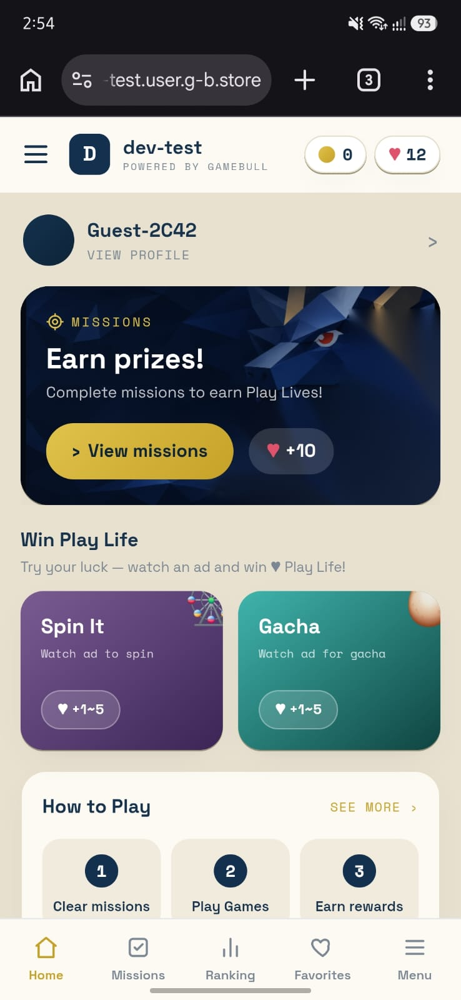 2:54
93
-test.user.g-b.store
3
D
dev-test
POWERED BY GAMEBULL
0
12
Guest-2C42
VIEW PROFILE
>
MISSIONS
Earn prizes!
Complete missions to earn Play Lives!
> View missions
♥ +10
Win Play Life
Try your luck — watch an ad and win ♥ Play Life!
Spin It
Watch ad to spin
♥ +1~5
Gacha
Watch ad for gacha
♥ +1~5
How to Play
SEE MORE ›
1
Clear missions
2
Play Games
3
Earn rewards
Home
Missions
Ranking
Favorites
Menu